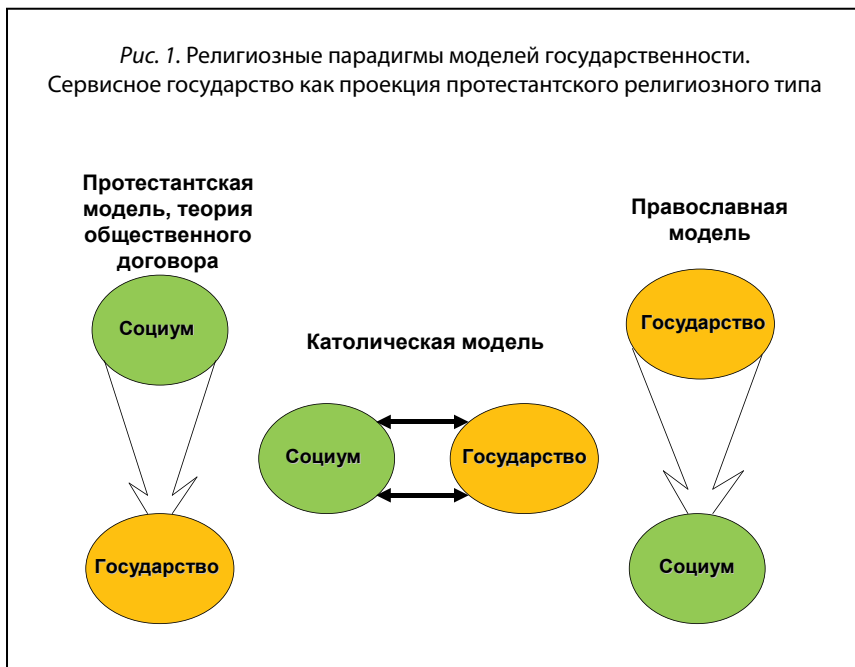 Рис. 1. Религиозные парадигмы моделей государственности.
Сервисное государство как проекция протестантского религиозного типа
Протестантская
модель, теория
общественного
договора
Социум
Государство
Католическая модель
Социум
Государство
Православная
модель
Государство
Социум